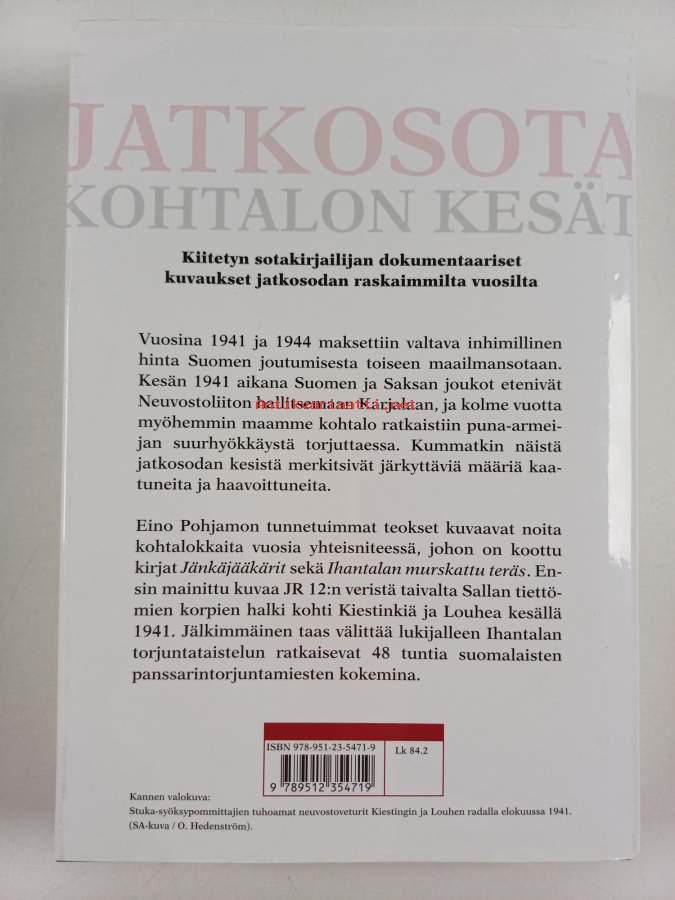 JATKOSOTA
KOHTALON KESÄT
Kiitetyn sotakirjailijan dokumentaariset
kuvaukset jatkosodan raskaimmilta vuosilta
Vuosina 1941 ja 1944 maksettiin valtava inhimillinen
hinta Suomen joutumisesta toiseen maailmansotaan.
Kesän 1941 aikana Suomen ja Saksan joukot etenivät
Neuvostoliiton hallitsemaan Karjalaan, ja kolme vuotta
antikvariaatti.net
myöhemmin maamme kohtalo ratkaistiin puna-armei-
jan suurhyökkäystä torjuttaessa. Kummatkin näistä
jatkosodan kesistä merkitsivät järkyttäviä määriä kaa-
tuneita ja haavoittuneita.
Eino Pohjamon tunnetuimmat teokset kuvaavat noita
kohtalokkaita vuosia yhteisniteessä, johon on koottu
kirjat Jänkäjääkärit sekä Ihantalan murskattu teräs. En-
sin mainittu kuvaa JR 12:n veristä taivalta Sallan tiettö-
mien korpien halki kohti Kiestinkiä ja Louhea kesällä
1941. Jälkimmäinen taas välittää lukijalleen Ihantalan
torjuntataistelun ratkaisevat 48 tuntia suomalaisten
panssarintorjuntamiesten kokemina.
ISBN 978-951-23-5471-9
Lk 84.2
9 789512 354719
Kannen valokuva:
Stuka-syöksypommittajien tuhoamat neuvostoveturit Kiestingin ja Louhen radalla elokuussa 1941.
(SA-kuva / O. Hedenström).